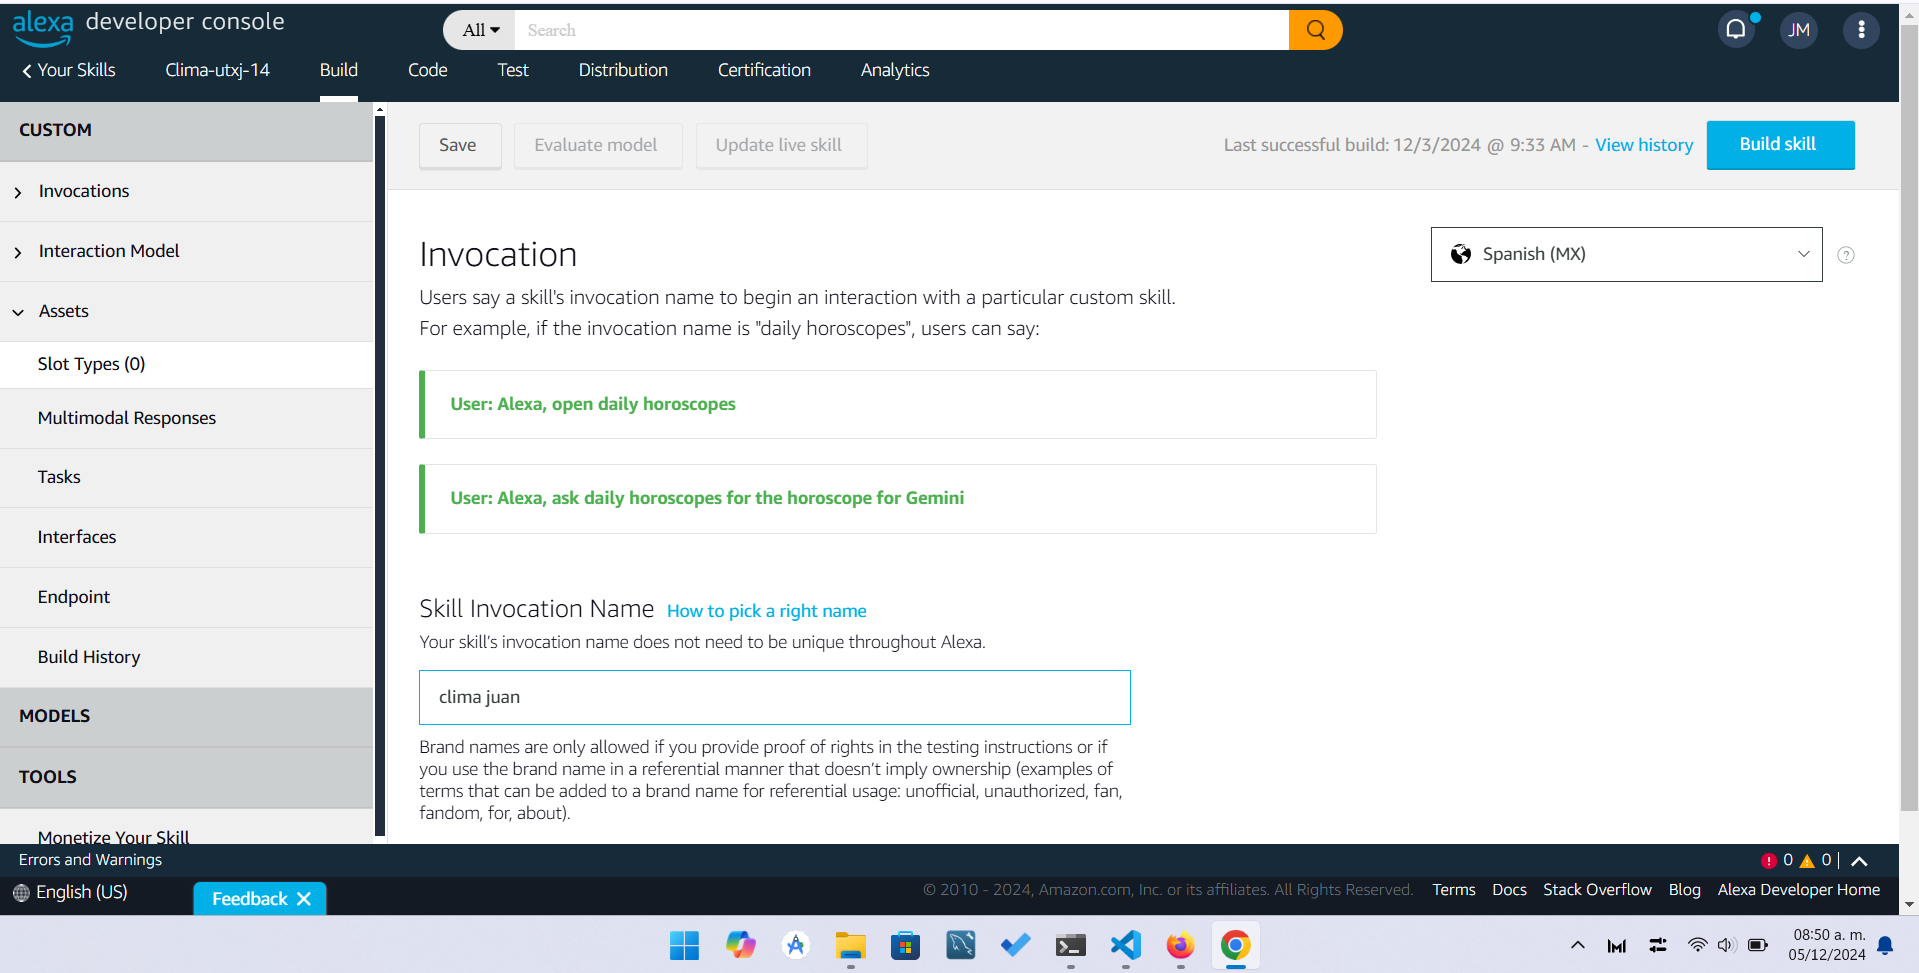 alexa developer console
All
Search
JM
Your Skills
Clima-utxj-14
Build
Code
Test
Distribution
Certification
Analytics
CUSTOM
Invocations
Interaction Model
Assets
Slot Types (0)
Multimodal Responses
Tasks
Interfaces
Endpoint
Build History
MODELS
TOOLS
Monetize Your Skill
Save
Evaluate model
Update live skill
Last successful build: 12/3/2024 @ 9:33 AM - View history
Build skill
Invocation
Spanish (MX)
?
Users say a skill's invocation name to begin an interaction with a particular custom skill.
For example, if the invocation name is "daily horoscopes", users can say:
User: Alexa, open daily horoscopes
User: Alexa, ask daily horoscopes for the horoscope for Gemini
Skill Invocation Name How to pick a right name
Your skill's invocation name does not need to be unique throughout Alexa.
clima juan
Brand names are only allowed if you provide proof of rights in the testing instructions or if
you use the brand name in a referential manner that doesn’t imply ownership (examples of
terms that can be added to a brand name for referential usage: unofficial, unauthorized, fan,
fandom, for, about).
Errors and Warnings
0
0
English (US)
Feedback
© 2010 - 2024, Amazon.com, Inc. or its affiliates. All Rights Reserved.
Terms
Docs
Stack Overflow
Blog
Alexa Developer Home
08:50 a. m.
05/12/2024